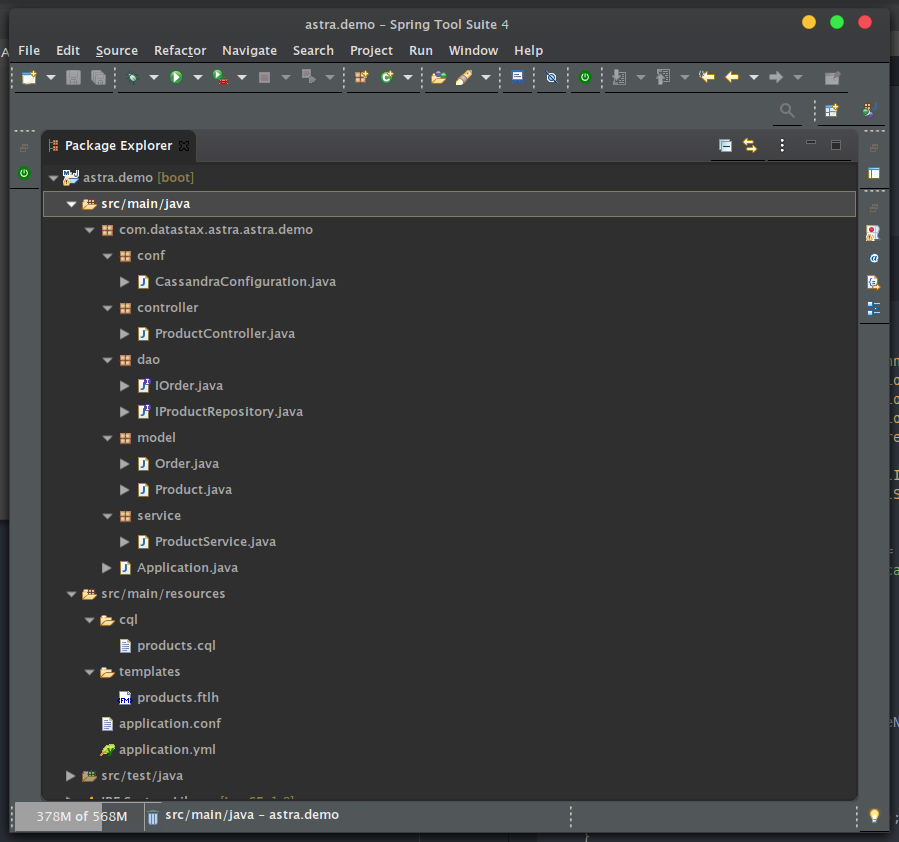 astra.demo – Spring Tool Suite 4
File Edit Source Refactor Navigate Search Project Run Window Help
Package Explorer
astra.demo [boot]
src/main/java
com.datastax.astra.astra.demo
conf
CassandraConfiguration.java
controller
ProductController.java
dao
IOrder.java
IProductRepository.java
model
Order.java
Product.java
service
ProductService.java
Application.java
src/main/resources
cql
products.cql
templates
products.ftlh
application.conf
application.yml
src/test/java
378M of 568M
src/main/java – astra.demo